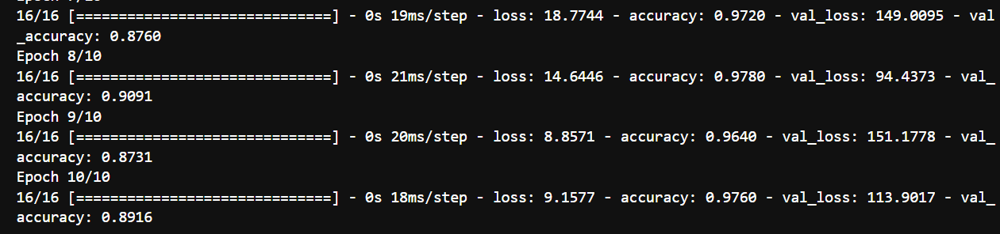 16/16 [==============================] - 0s 19ms/step - loss: 18.7744 - accuracy: 0.9720 - val_loss: 149.0095 - val
_accuracy: 0.8760
Epoch 8/10
16/16 [==============================] - 0s 21ms/step - loss: 14.6446 - accuracy: 0.9780 - val_loss: 94.4373 - val_
accuracy: 0.9091
Epoch 9/10
16/16 [==============================] - 0s 20ms/step - loss: 8.8571 - accuracy: 0.9640 - val_loss: 151.1778 - val_
accuracy: 0.8731
Epoch 10/10
16/16 [==============================] - 0s 18ms/step - loss: 9.1577 - accuracy: 0.9760 - val_loss: 113.9017 - val_
accuracy: 0.8916